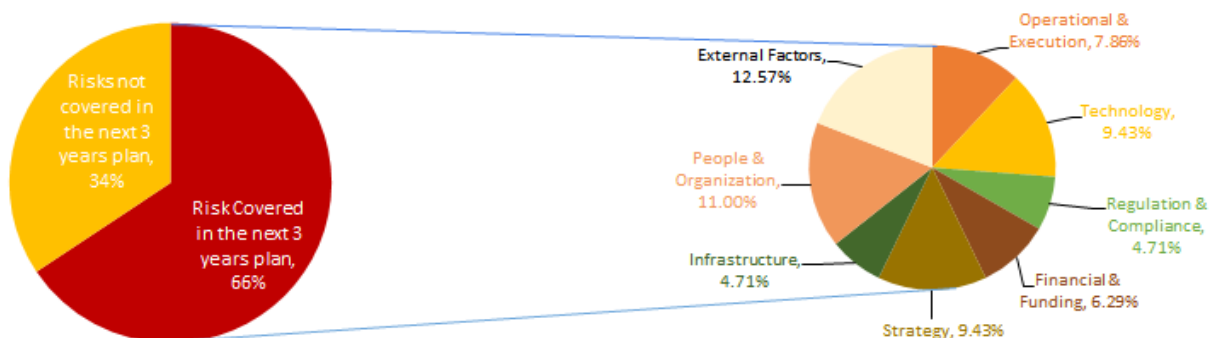 Risks not
covered in
the next 3
years plan,
34%
Risk Covered
in the next 3
years plan,
66%
External Factors,
12.57%
Operational &
Execution, 7.86%
Technology,
9.43%
People &
Organization,
11.00%
Regulation &
Compliance,
4.71%
Infrastructure,
4.71%
Financial &
Funding, 6.29%
Strategy, 9.43%